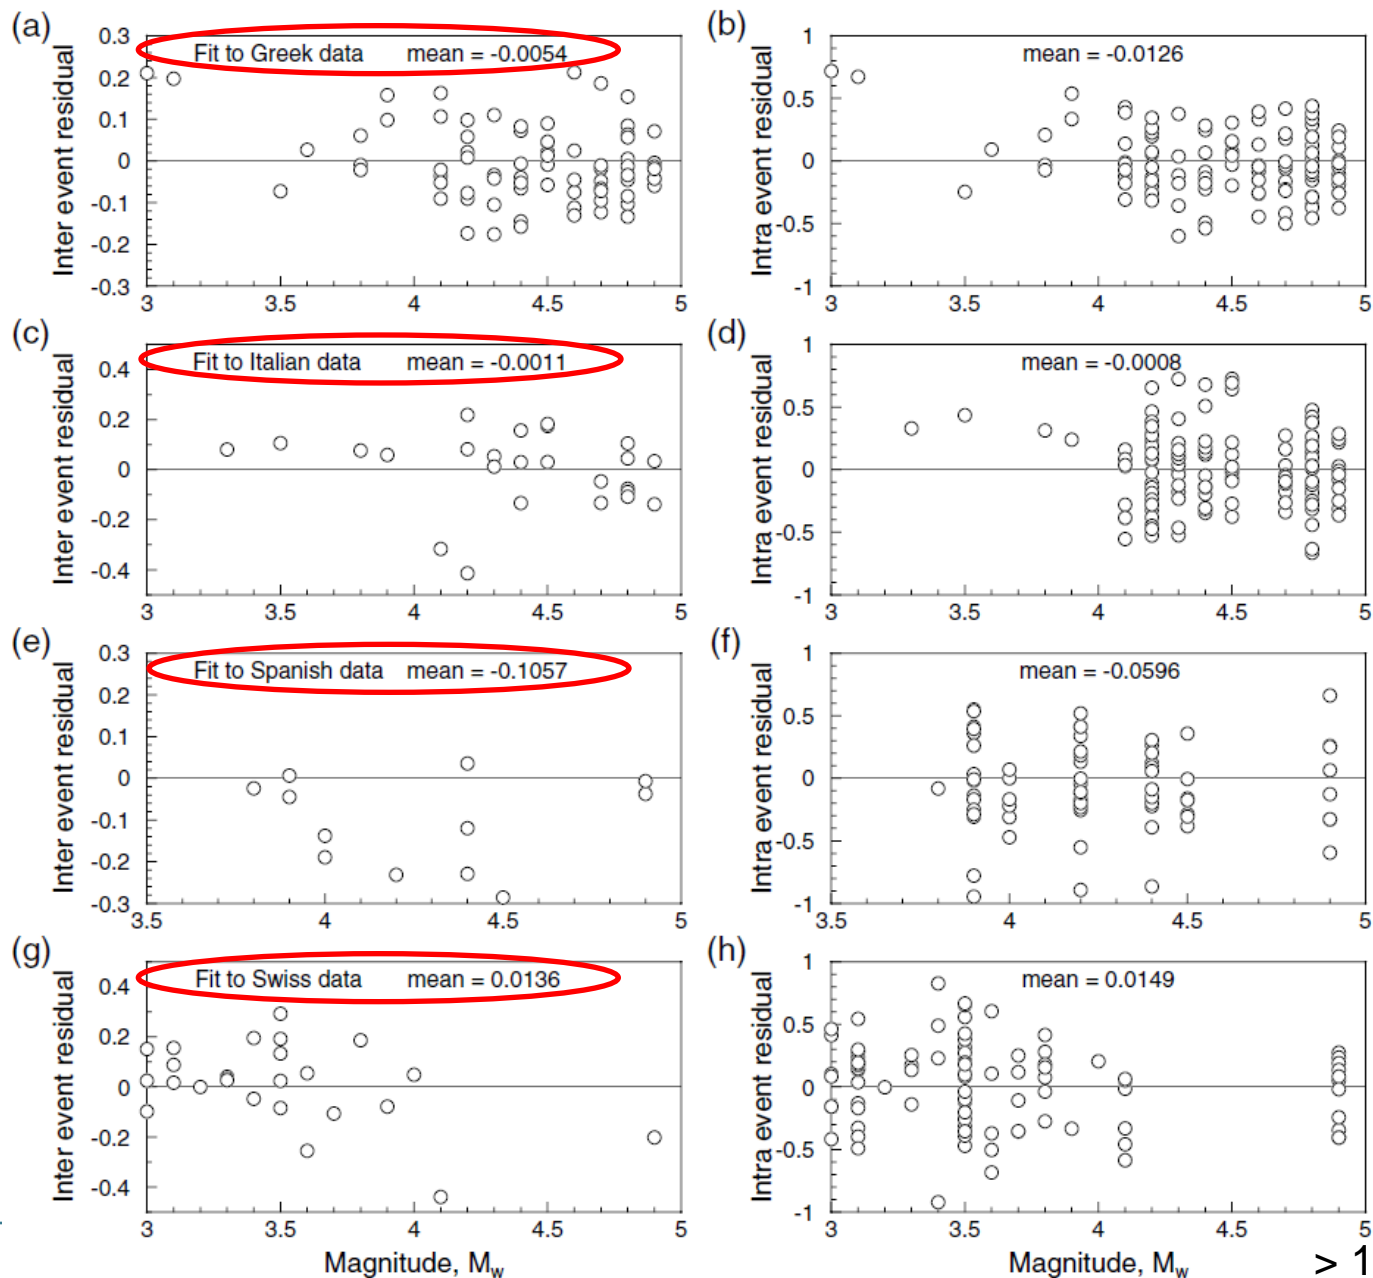 (a)
Fit to Greek data mean = -0.0054
Inter event residual
0.3
0.2
0.1
0
-0.1
-0.2
-0.3
3 3.5 4 4.5 5
(b)
mean = -0.0126
Intra event residual
1
0.5
0
-0.5
-1
3 3.5 4 4.5 5
(c)
Fit to Italian data mean = -0.0011
Inter event residual
0.4
0.2
0
-0.2
-0.4
3 3.5 4 4.5 5
(d)
mean = -0.0008
Intra event residual
1
0.5
0
-0.5
-1
3 3.5 4 4.5 5
(e)
Fit to Spanish data mean = -0.1057
Inter event residual
0.3
0.2
0.1
0
-0.1
-0.2
-0.3
3.5 4 4.5 5
(f)
mean = -0.0596
Intra event residual
1
0.5
0
-0.5
-1
3.5 4 4.5 5
(g)
Fit to Swiss data mean = 0.0136
Inter event residual
0.4
0.2
0
-0.2
-0.4
3 3.5 4 4.5 5
Magnitude, Mw
(h)
mean = 0.0149
Intra event residual
1
0.5
0
-0.5
-1
3 3.5 4 4.5 5
Magnitude, Mw
> 1